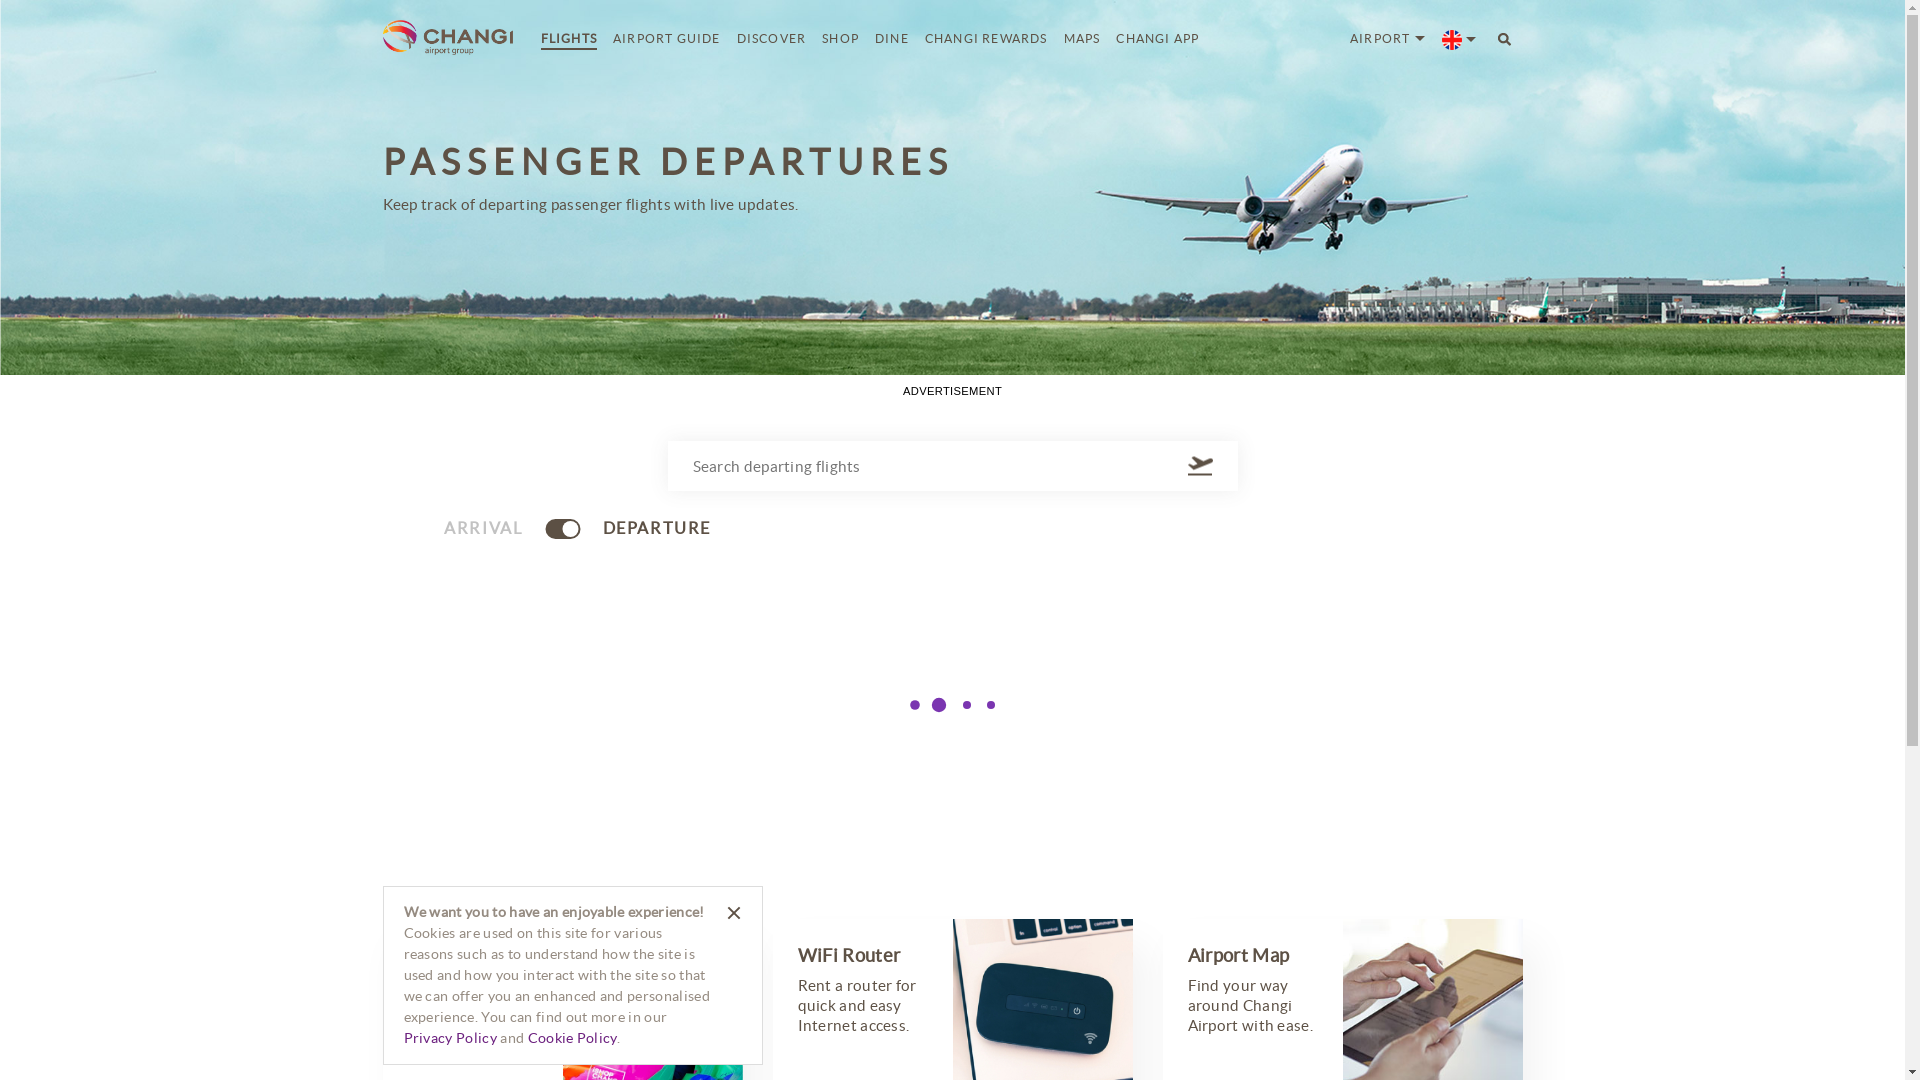 CHANGI
airport group
FLIGHTS AIRPORT GUIDE DISCOVER SHOP DINE CHANGI REWARDS MAPS CHANGI APP AIRPORT
PASSENGER DEPARTURES
Keep track of departing passenger flights with live updates.
ADVERTISEMENT
Search departing flights
ARRIVAL DEPARTURE
We want you to have an enjoyable experience!
Cookies are used on this site for various
reasons such as to understand how the site is
used and how you interact with the site so that
we can offer you an enhanced and personalised
experience. You can find out more in our
Privacy Policy and Cookie Policy.
WiFi Router
Rent a router for
quick and easy
Internet access.
Airport Map
Find your way
around Changi
Airport with ease.